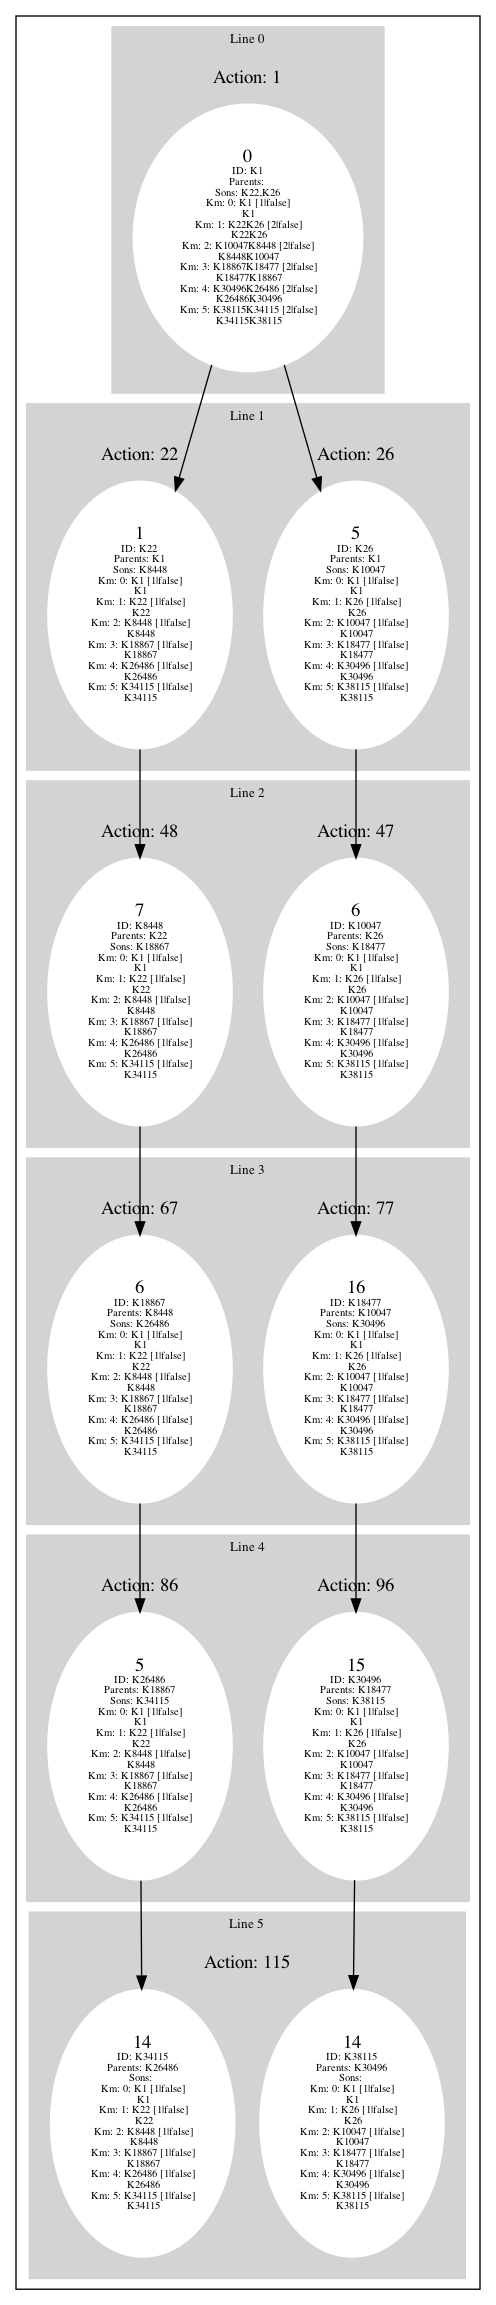 Line 0
Action: 1
0
ID: K1
Parents:
Sons: K22,K26
Km: 0: K1 [1|false]
K1
Km: 1: K22K26 [2|false]
K22K26
Km: 2: K10047K8448 [2|false]
K8448K10047
Km: 3: K18867K18477 [2|false]
K18477K18867
Km: 4: K30496K26486 [2|false]
K26486K30496
Km: 5: K38115K34115 [2|false]
K34115K38115
Line 1
Action: 22
1
ID: K22
Parents: K1
Sons: K8448
Km: 0: K1 [1|false]
K1
Km: 1: K22 [1|false]
K22
Km: 2: K8448 [1|false]
K8448
Km: 3: K18867 [1|false]
K18867
Km: 4: K26486 [1|false]
K26486
Km: 5: K34115 [1|false]
K34115
Action: 26
5
ID: K26
Parents: K1
Sons: K10047
Km: 0: K1 [1|false]
K1
Km: 1: K26 [1|false]
K26
Km: 2: K10047 [1|false]
K10047
Km: 3: K18477 [1|false]
K18477
Km: 4: K30496 [1|false]
K30496
Km: 5: K38115 [1|false]
K38115
Line 2
Action: 48
7
ID: K8448
Parents: K22
Sons: K18867
Km: 0: K1 [1|false]
K1
Km: 1: K22 [1|false]
K22
Km: 2: K8448 [1|false]
K8448
Km: 3: K18867 [1|false]
K18867
Km: 4: K26486 [1|false]
K26486
Km: 5: K34115 [1|false]
K34115
Action: 47
6
ID: K10047
Parents: K26
Sons: K18477
Km: 0: K1 [1|false]
K1
Km: 1: K26 [1|false]
K26
Km: 2: K10047 [1|false]
K10047
Km: 3: K18477 [1|false]
K18477
Km: 4: K30496 [1|false]
K30496
Km: 5: K38115 [1|false]
K38115
Line 3
Action: 67
6
ID: K18867
Parents: K8448
Sons: K26486
Km: 0: K1 [1|false]
K1
Km: 1: K22 [1|false]
K22
Km: 2: K8448 [1|false]
K8448
Km: 3: K18867 [1|false]
K18867
Km: 4: K26486 [1|false]
K26486
Km: 5: K34115 [1|false]
K34115
Action: 77
16
ID: K18477
Parents: K10047
Sons: K30496
Km: 0: K1 [1|false]
K1
Km: 1: K26 [1|false]
K26
Km: 2: K10047 [1|false]
K10047
Km: 3: K18477 [1|false]
K18477
Km: 4: K30496 [1|false]
K30496
Km: 5: K38115 [1|false]
K38115
Line 4
Action: 86
5
ID: K26486
Parents: K18867
Sons: K34115
Km: 0: K1 [1|false]
K1
Km: 1: K22 [1|false]
K22
Km: 2: K8448 [1|false]
K8448
Km: 3: K18867 [1|false]
K18867
Km: 4: K26486 [1|false]
K26486
Km: 5: K34115 [1|false]
K34115
Action: 96
15
ID: K30496
Parents: K18477
Sons: K38115
Km: 0: K1 [1|false]
K1
Km: 1: K26 [1|false]
K26
Km: 2: K10047 [1|false]
K10047
Km: 3: K18477 [1|false]
K18477
Km: 4: K30496 [1|false]
K30496
Km: 5: K38115 [1|false]
K38115
Line 5
Action: 115
14
ID: K34115
Parents: K26486
Sons:
Km: 0: K1 [1|false]
K1
Km: 1: K22 [1|false]
K22
Km: 2: K8448 [1|false]
K8448
Km: 3: K18867 [1|false]
K18867
Km: 4: K26486 [1|false]
K26486
Km: 5: K34115 [1|false]
K34115
14
ID: K38115
Parents: K30496
Sons:
Km: 0: K1 [1|false]
K1
Km: 1: K26 [1|false]
K26
Km: 2: K10047 [1|false]
K10047
Km: 3: K18477 [1|false]
K18477
Km: 4: K30496 [1|false]
K30496
Km: 5: K38115 [1|false]
K38115